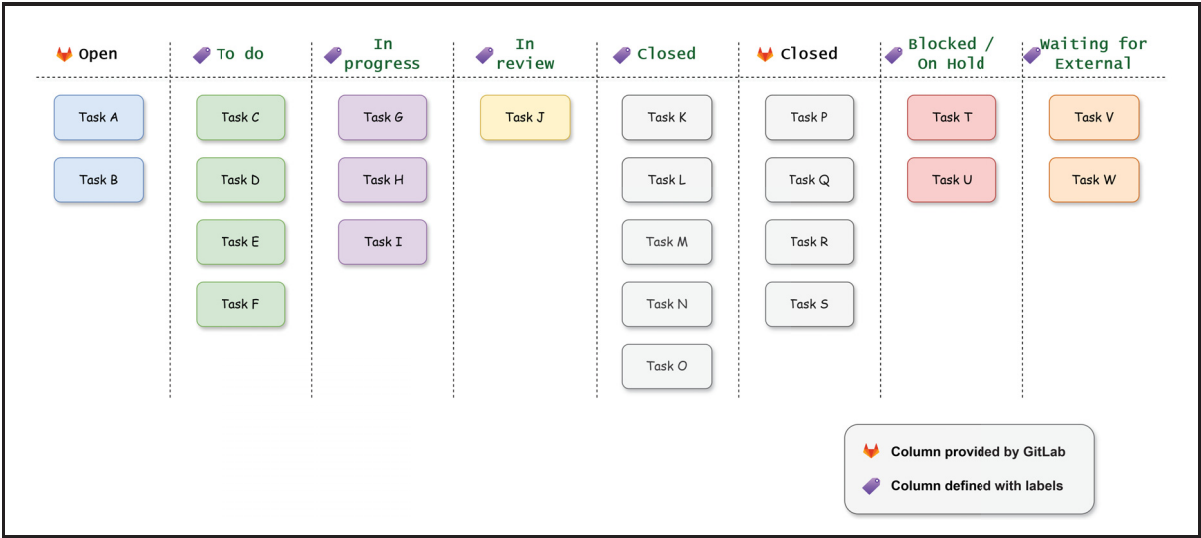 Open
To do
In
progress
In
review
Closed
Closed
Blocked /
On Hold
Waiting for
External
Task A
Task C
Task G
Task J
Task K
Task P
Task T
Task V
Task B
Task D
Task H
Task L
Task Q
Task U
Task W
Task E
Task I
Task M
Task R
Task F
Task N
Task S
Task O
Column provided by GitLab
Column defined with labels